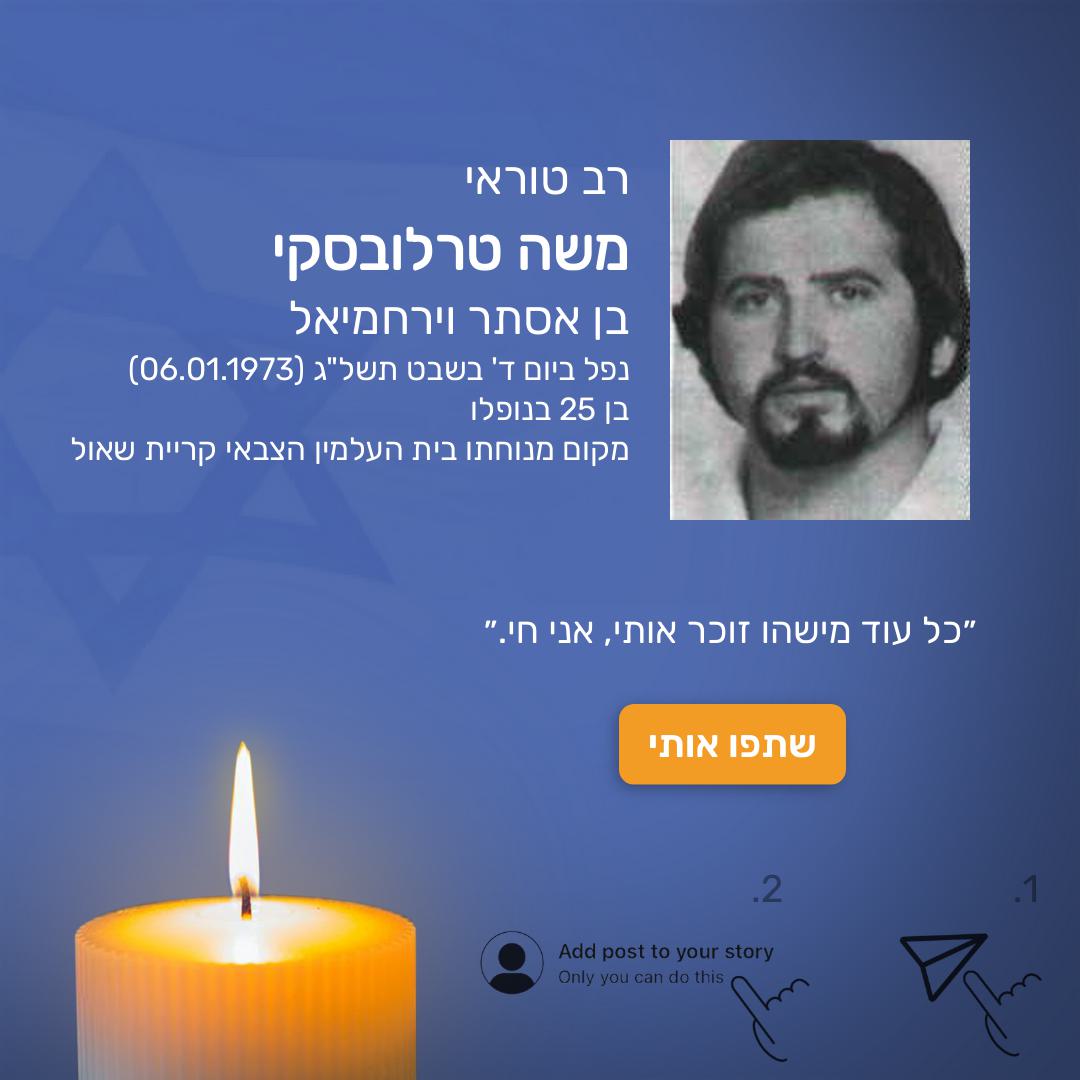 רב טוראי
משה טרלובסקי
בן אסתר וירחמיאל
נפל ביום ד' בשבט תשל"ג (06.01.1973)
בן 25 בנופלו
מקום מנוחתו בית העלמין הצבאי קריית שאול
״כל עוד מישהו זוכר אותי, אני חי.״
שתפו אותי
.1
.2
Add post to your story
Only you can do this